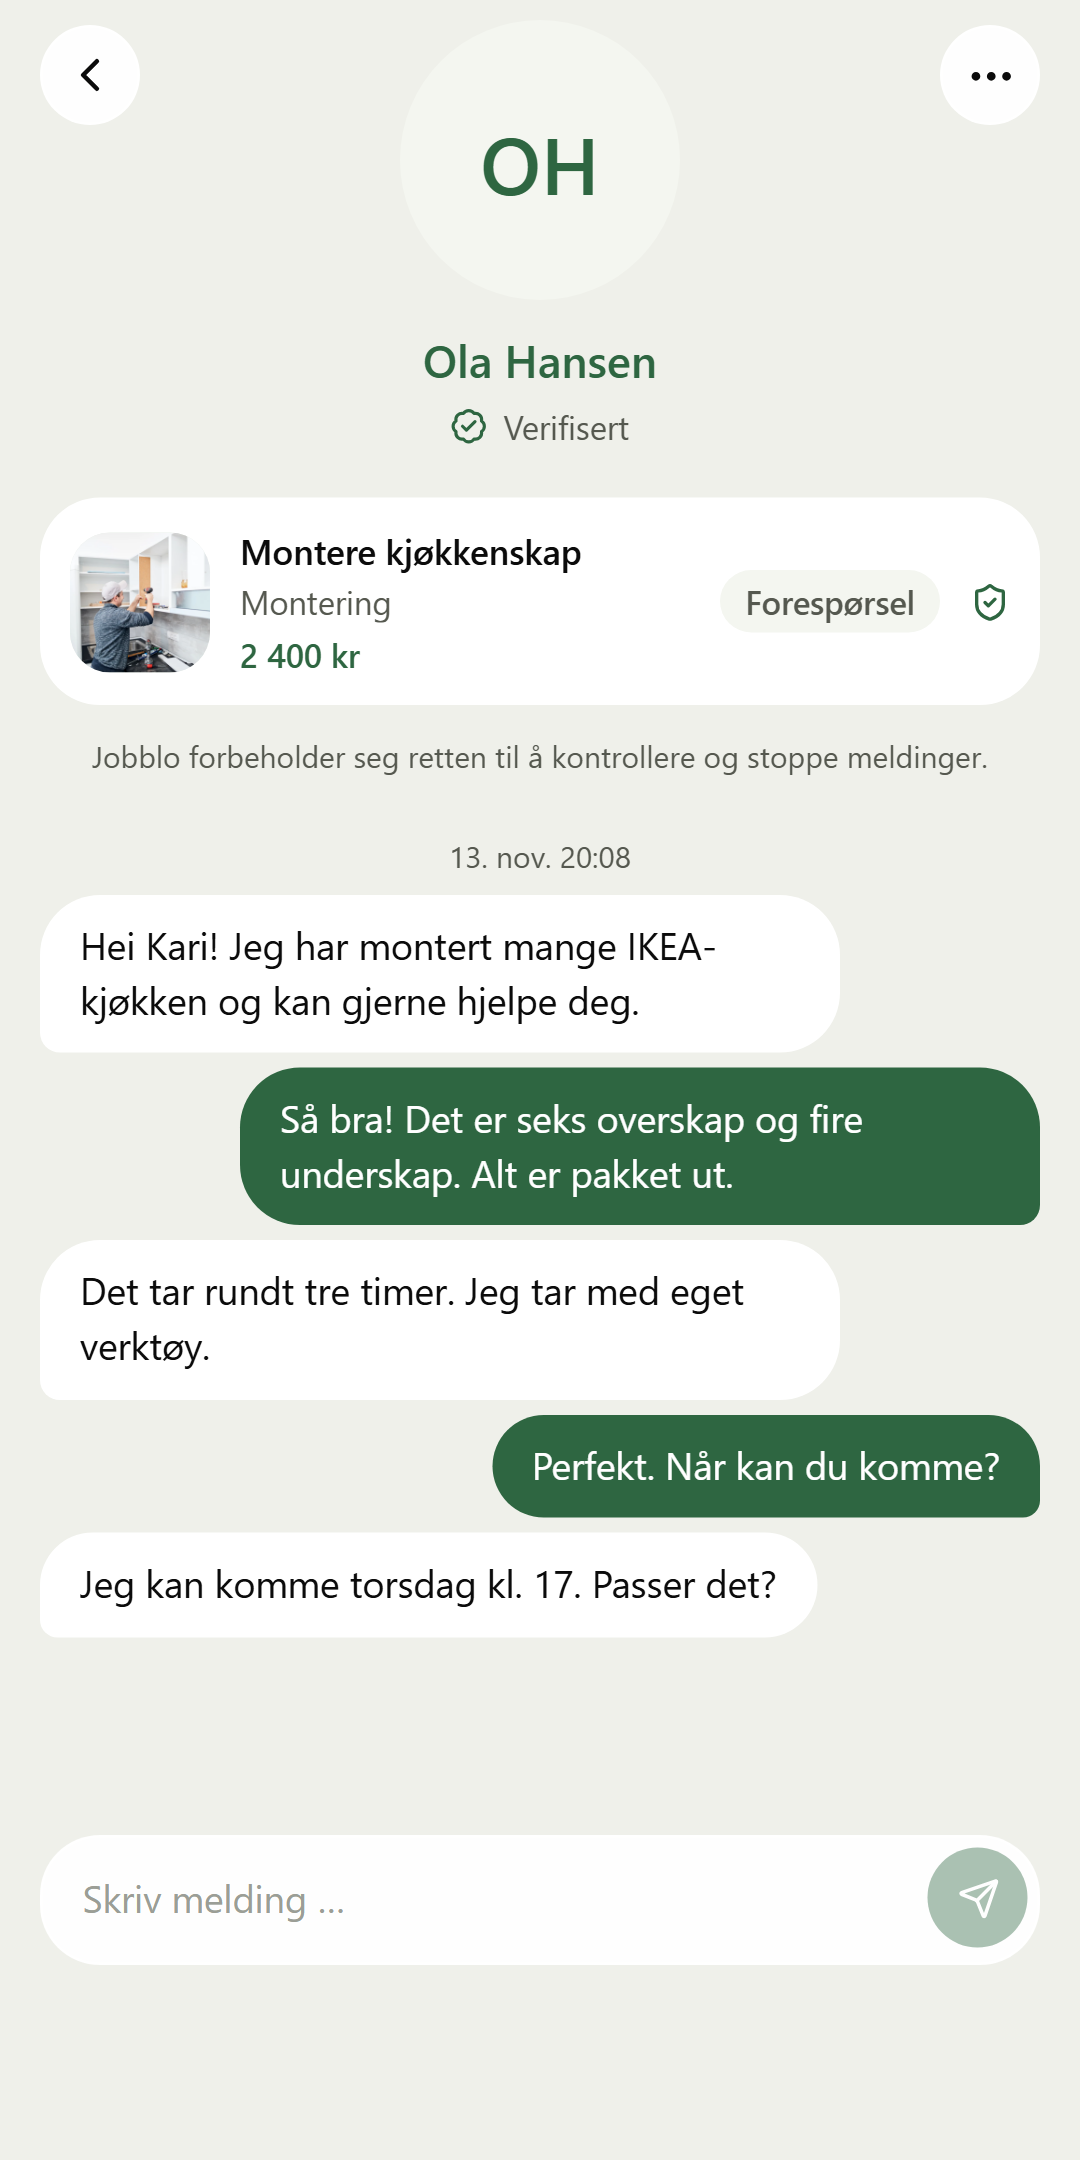 OH
Ola Hansen
Verifisert
Montere kjøkkenskap
Montering
2 400 kr
Forespørsel
Jobblo forbeholder seg retten til å kontrollere og stoppe meldinger.
13. nov. 20:08
Hei Kari! Jeg har montert mange IKEA-
kjøkken og kan gjerne hjelpe deg.
Så bra! Det er seks overskap og fire
underskap. Alt er pakket ut.
Det tar rundt tre timer. Jeg tar med eget
verktøy.
Perfekt. Når kan du komme?
Jeg kan komme torsdag kl. 17. Passer det?
Skriv melding ...